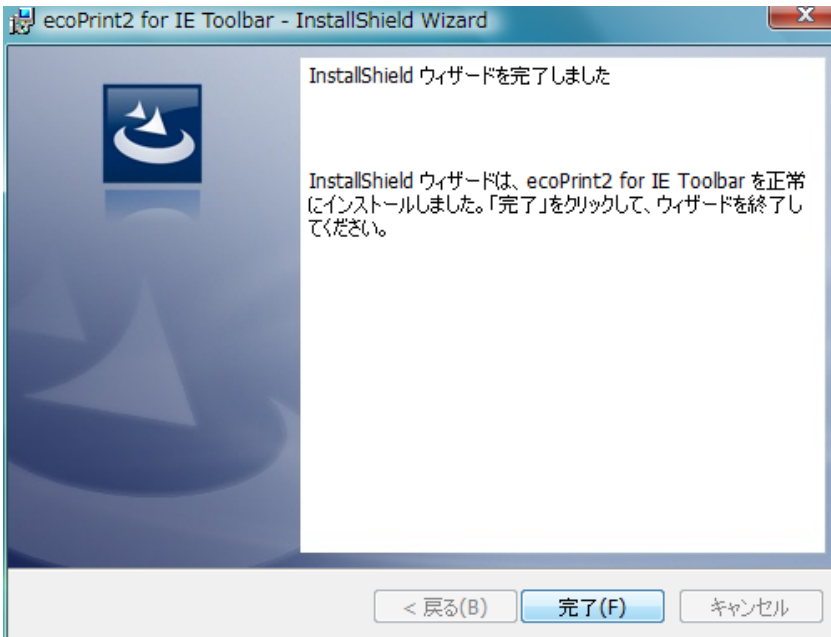 ecoPrint2 for IE Toolbar - InstallShield Wizard
InstallShield ウィザードを完了しました
InstallShield ウィザードは、ecoPrint2 for IE Toolbar を正常
にインストールしました。「完了」をクリックして、ウィザードを終了し
てください。
< 戻る(B)
完了(F)
キャンセル